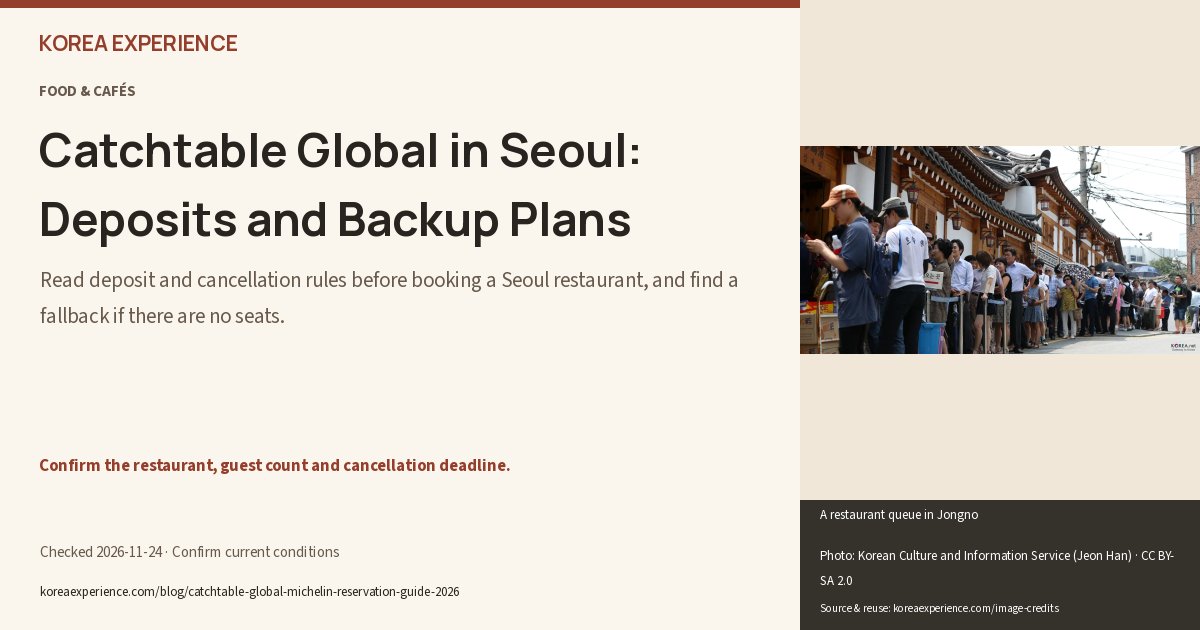 KOREA EXPERIENCE
FOOD & CAFÉS
Catchtable Global in Seoul:
Deposits and Backup Plans
Read deposit and cancellation rules before booking a Seoul restaurant, and find a
fallback if there are no seats.
Confirm the restaurant, guest count and cancellation deadline.
Checked 2026-11-24 · Confirm current conditions
koreaexperience.com/blog/catchtable-global-michelin-reservation-guide-2026
KOREA.net
A restaurant queue in Jongno
Photo: Korean Culture and Information Service (Jeon Han) · CC BY-
SA 2.0
Source & reuse: koreaexperience.com/image-credits